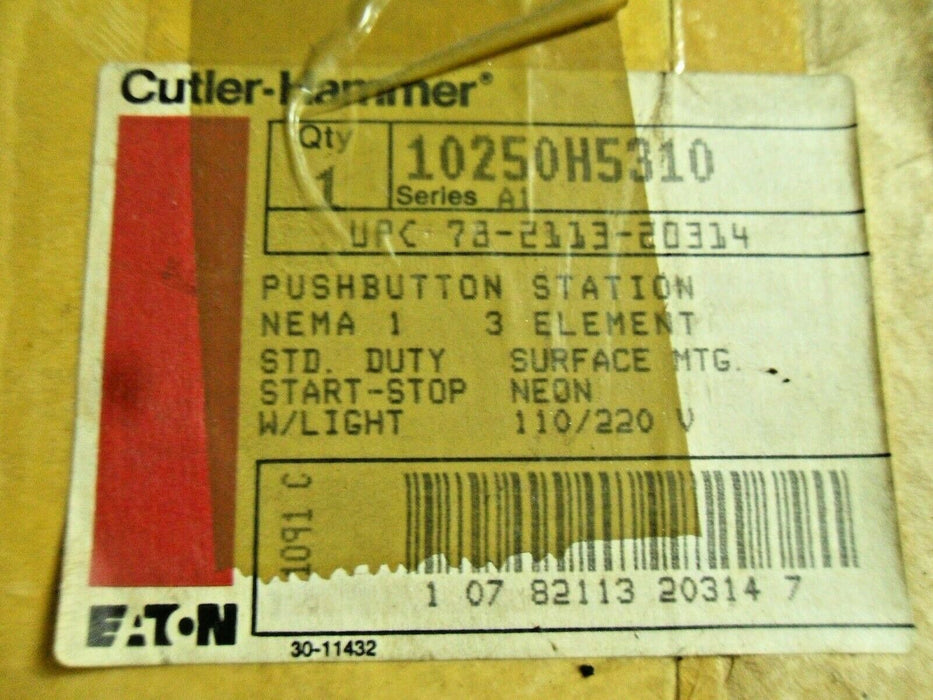 Cutler-Hammer®
Qty 10250H5310
1 Series A1
UPC 78-2113-20314
PUSHBUTTON STATION
NEMA 1 3 ELEMENT
STD. DUTY SURFACE MTG.
START-STOP NEON
W/LIGHT 110/220 V
1091 C
1 07 82113 20314 7
EATON
30-11432